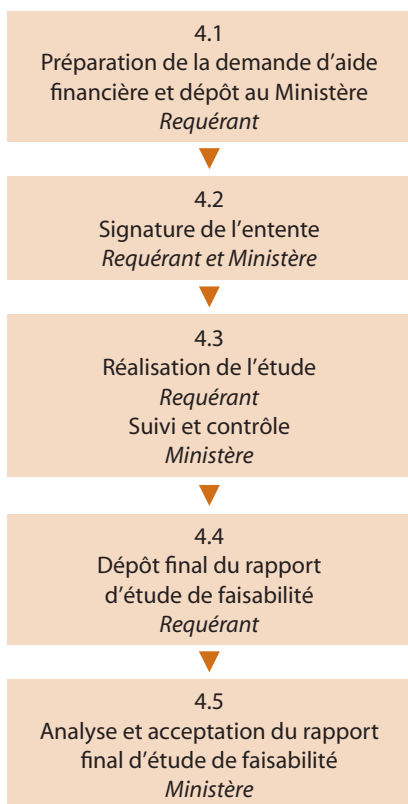 4.1
Préparation de la demande d’aide
financière et dépôt au Ministère
Requérant
4.2
Signature de l’entente
Requérant et Ministère
4.3
Réalisation de l’étude
Requérant
Suivi et contrôle
Ministère
4.4
Dépôt final du rapport
d’étude de faisabilité
Requérant
4.5
Analyse et acceptation du rapport
final d’étude de faisabilité
Ministère